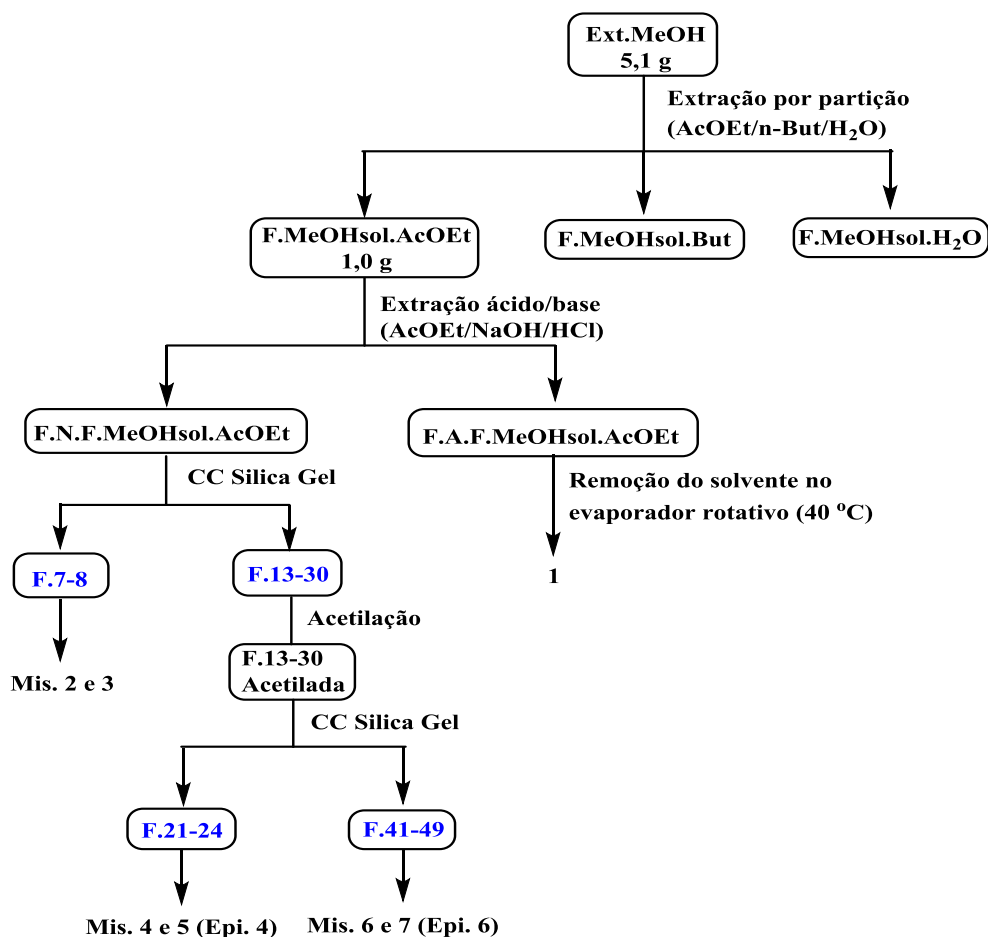 Ext.MeOH
5,1 g
Extração por partição
(AcOEt/n-But/H₂O)
F.MeOHsol.AcOEt
1,0 g
F.MeOHsol.But
F.MeOHsol.H₂O
Extração ácido/base
(AcOEt/NaOH/HCl)
F.N.F.MeOHsol.AcOEt
F.A.F.MeOHsol.AcOEt
CC Silica Gel
Remoção do solvente no
evaporador rotativo (40 °C)
F.7-8
F.13-30
1
Acetilação
Mis. 2 e 3
F.13-30
Acetilada
CC Silica Gel
F.21-24
F.41-49
Mis. 4 e 5 (Epi. 4)
Mis. 6 e 7 (Epi. 6)